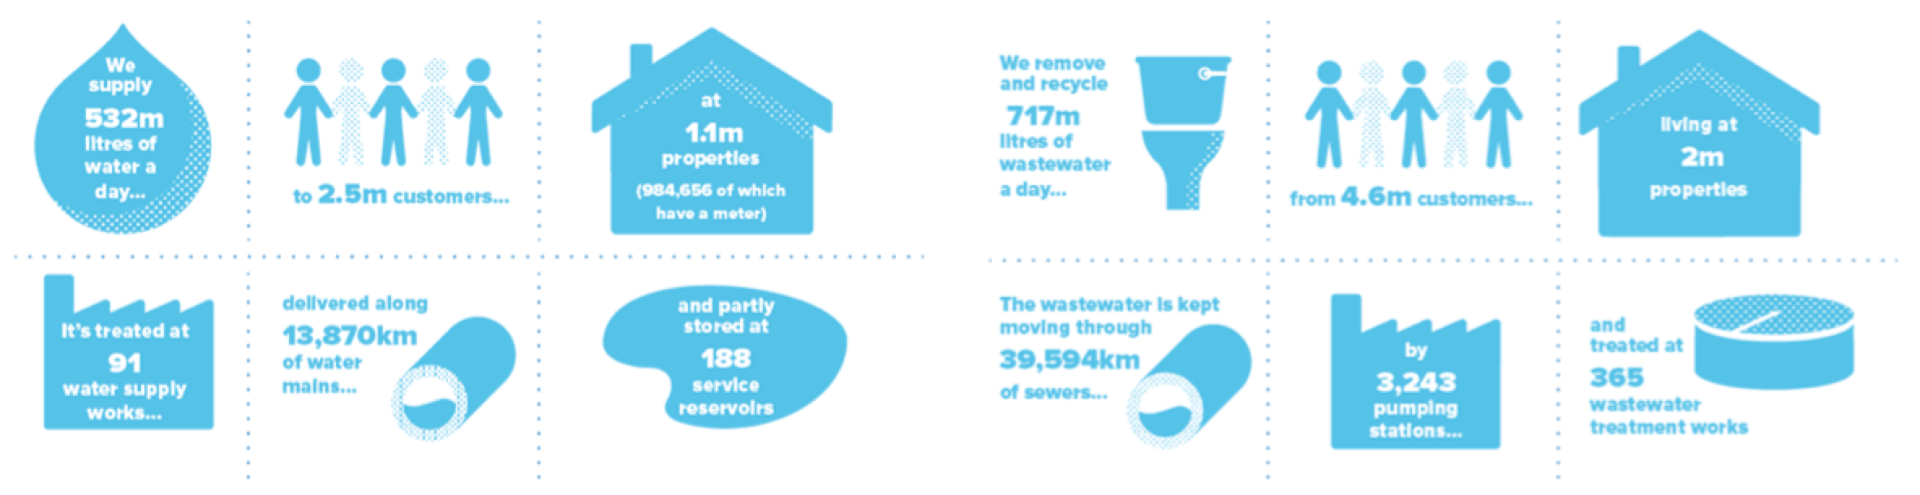 We
supply
532m
litres of
water a
day...
to 2.5m customers...
at
1.1m
properties
(984,656 of which
have a meter)
It's treated at
91
water supply
works...
delivered along
13,870km
of water
mains...
and partly
stored at
188
service
reservoirs
We remove
and recycle
717m
litres of
wastewater
a day...
from 4.6m customers...
living at
2m
properties
The wastewater is kept
moving through
39,594km
of sewers...
by
3,243
pumping
stations...
and
treated at
365
wastewater
treatment works